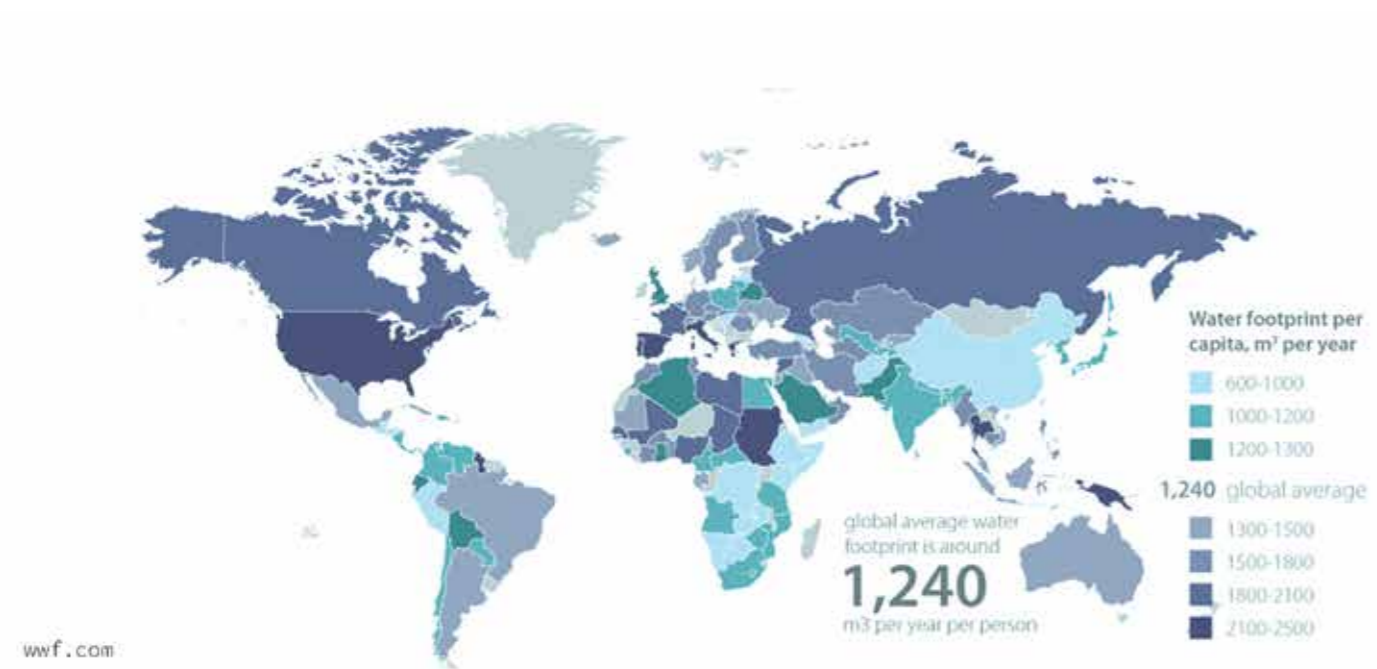 Water footprint per
capita, m³ per year
600-1000
1000-1200
1200-1300
1,240 global average
1300-1500
1500-1800
1800-2100
2100-2500
global average water
footprint is around
1,240
m3 per year per person
wwf.com